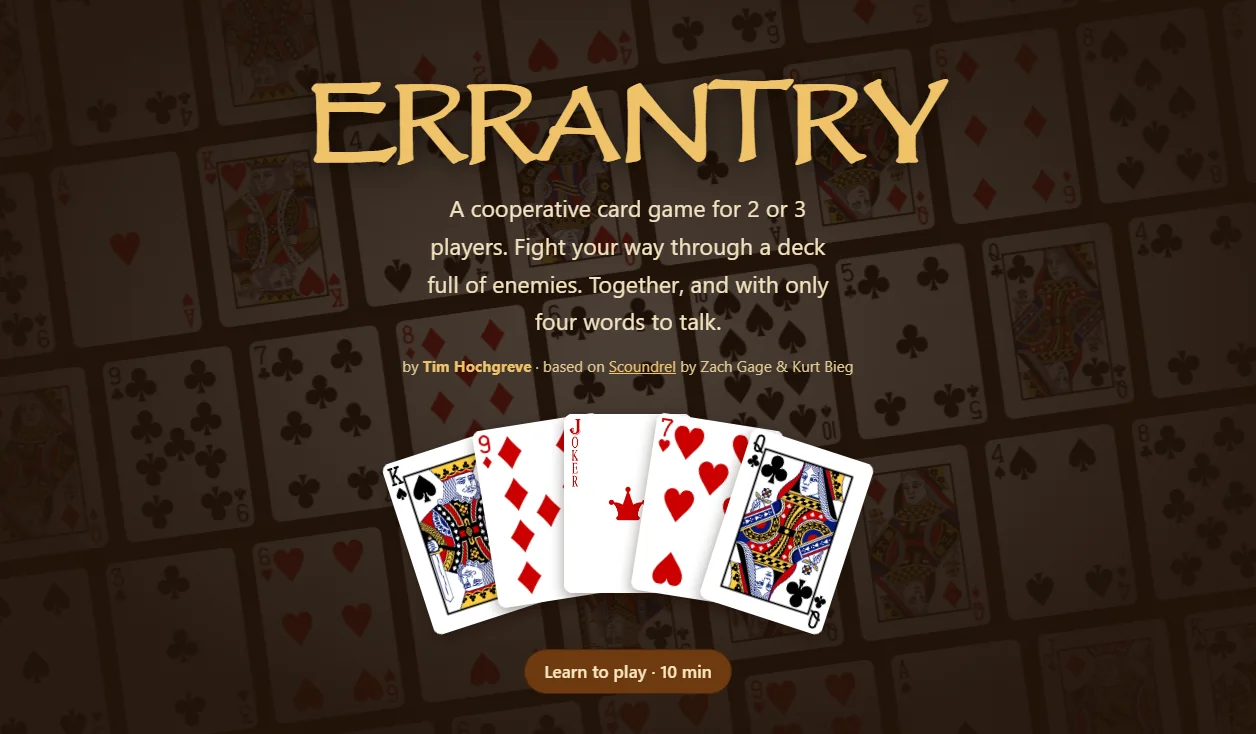 ERRANTRY
A cooperative card game for 2 or 3
players. Fight your way through a deck
full of enemies. Together, and with only
four words to talk.
by Tim Hochgreve · based on Scoundrel by Zach Gage & Kurt Bieg
K
9
JOKER
7
Q
Q
Learn to play · 10 min